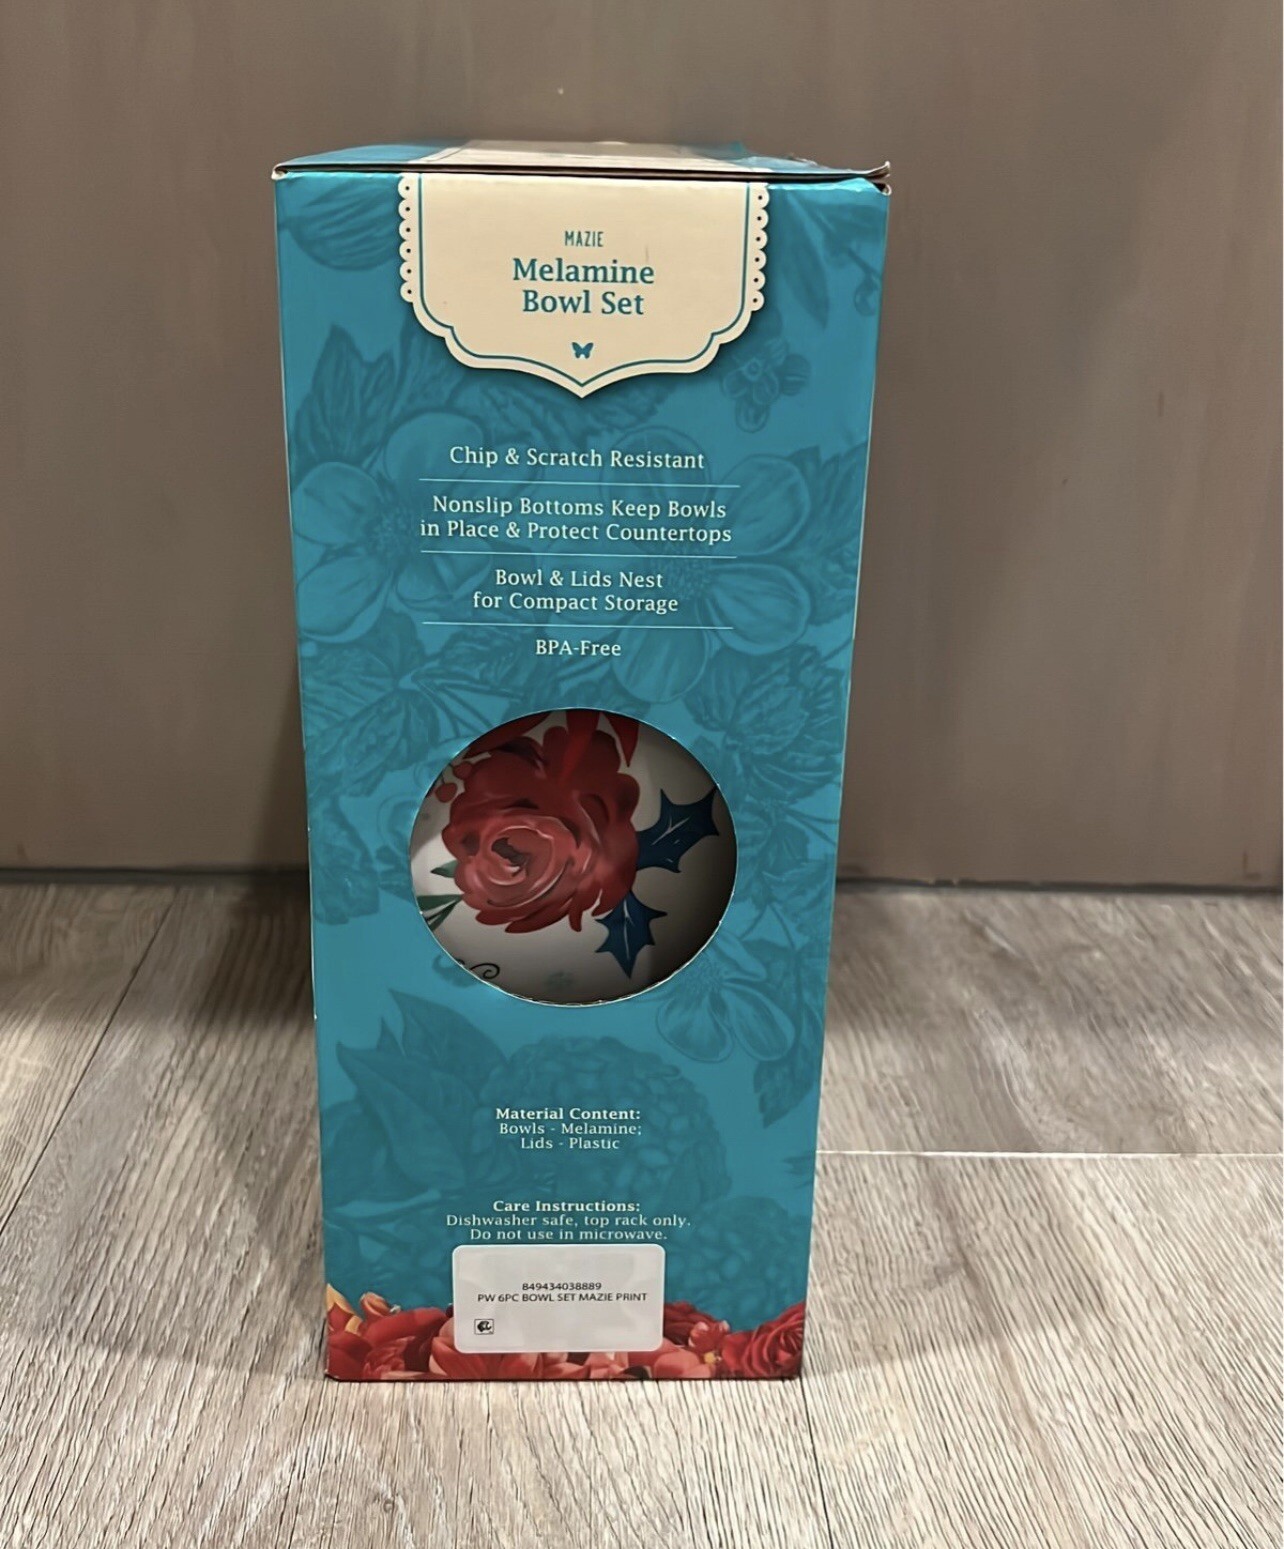 MAZIE
Melamine
Bowl Set
Chip & Scratch Resistant
Nonslip Bottoms Keep Bowls
in Place & Protect Countertops
Bowl & Lids Nest
for Compact Storage
BPA-Free
Material Content:
Bowls - Melamine;
Lids - Plastic
Care Instructions:
Dishwasher safe, top rack only.
Do not use in microwave.
849434038889
PW 6PC BOWL SET MAZIE PRINT